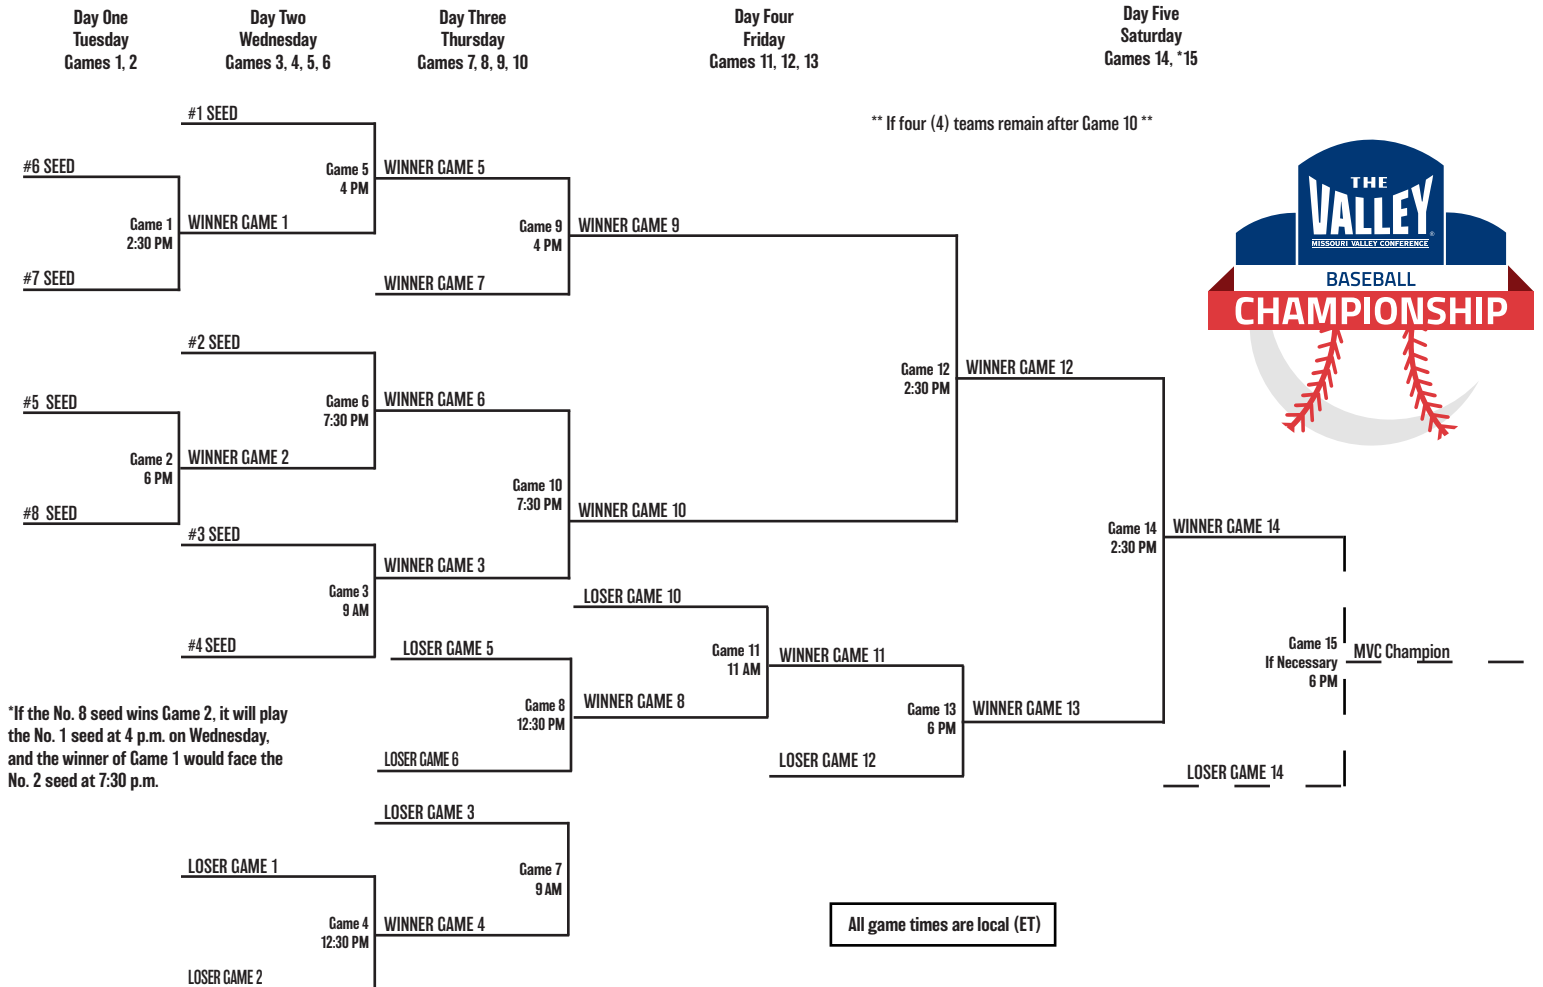 Day One
Tuesday
Games 1, 2
Day Two
Wednesday
Games 3, 4, 5, 6
Day Three
Thursday
Games 7, 8, 9, 10
Day Four
Friday
Games 11, 12, 13
Day Five
Saturday
Games 14, *15
** If four (4) teams remain after Game 10 **
THE
VALLEY®
MISSOURI VALLEY CONFERENCE
BASEBALL
CHAMPIONSHIP
#1 SEED
#6 SEED
Game 5
4 PM
WINNER GAME 5
Game 1
2:30 PM
WINNER GAME 1
Game 9
4 PM
WINNER GAME 9
#7 SEED
WINNER GAME 7
#2 SEED
Game 12
2:30 PM
WINNER GAME 12
#5 SEED
Game 6
7:30 PM
WINNER GAME 6
Game 2
6 PM
WINNER GAME 2
Game 10
7:30 PM
WINNER GAME 10
#8 SEED
#3 SEED
Game 14
2:30 PM
WINNER GAME 14
WINNER GAME 3
Game 3
9 AM
LOSER GAME 10
#4 SEED
LOSER GAME 5
Game 11
11 AM
WINNER GAME 11
Game 15
If Necessary
6 PM
MVC Champion
Game 8
12:30 PM
WINNER GAME 8
Game 13
6 PM
WINNER GAME 13
*If the No. 8 seed wins Game 2, it will play
the No. 1 seed at 4 p.m. on Wednesday,
and the winner of Game 1 would face the
No. 2 seed at 7:30 p.m.
LOSER GAME 6
LOSER GAME 12
LOSER GAME 14
LOSER GAME 3
LOSER GAME 1
Game 7
9 AM
Game 4
12:30 PM
WINNER GAME 4
All game times are local (ET)
LOSER GAME 2